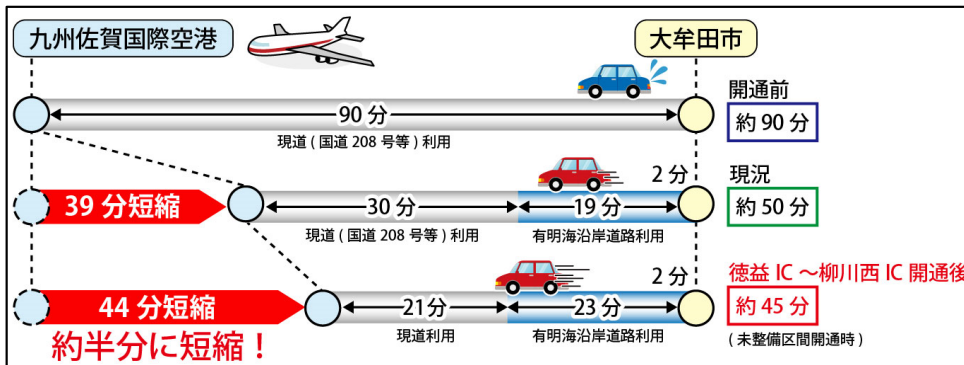 九州佐賀国際空港
大牟田市
開通前
90分
約90分
現道(国道208号等)利用
現況
2分
39分短縮
30分
19分
約50分
現道(国道208号等)利用
有明海沿岸道路利用
徳益IC～柳川西IC開通後
2分
44分短縮
21分
23分
約45分
現道利用
有明海沿岸道路利用
(未整備区間開通時)
約半分に短縮！